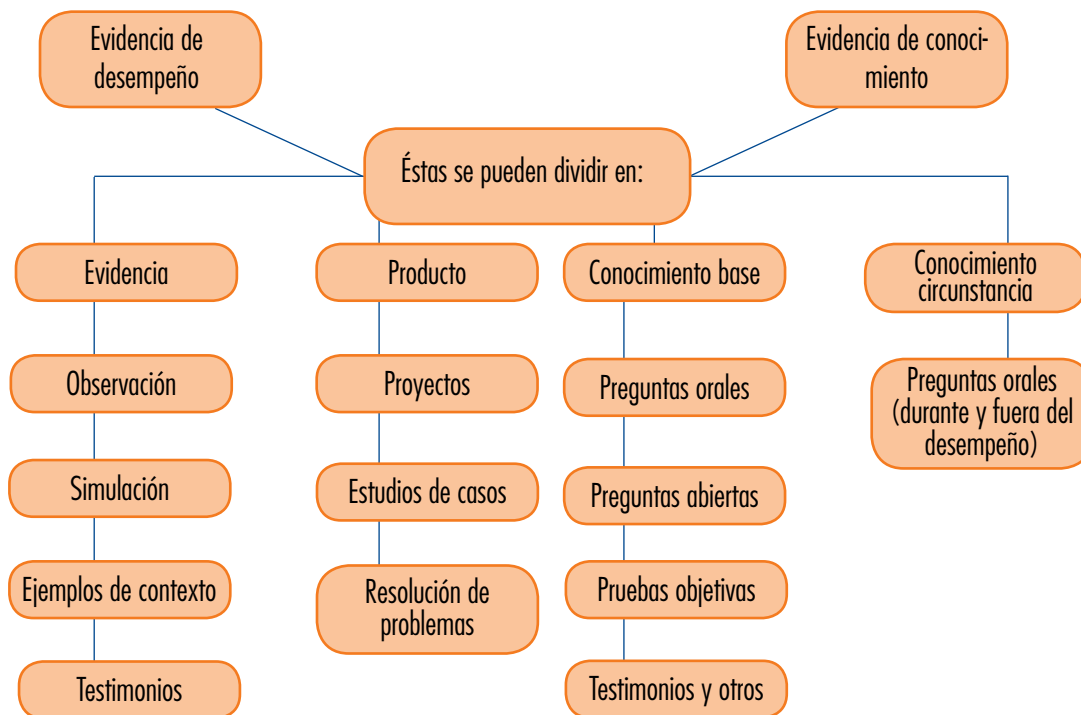 Evidencia de
desempeño
Evidencia de conoci-
miento
Éstas se pueden dividir en:
Evidencia
Observación
Simulación
Ejemplos de contexto
Testimonios
Producto
Proyectos
Estudios de casos
Resolución de
problemas
Conocimiento base
Preguntas orales
Preguntas abiertas
Pruebas objetivas
Testimonios y otros
Conocimiento
circunstancia
Preguntas orales
(durante y fuera del
desempeño)